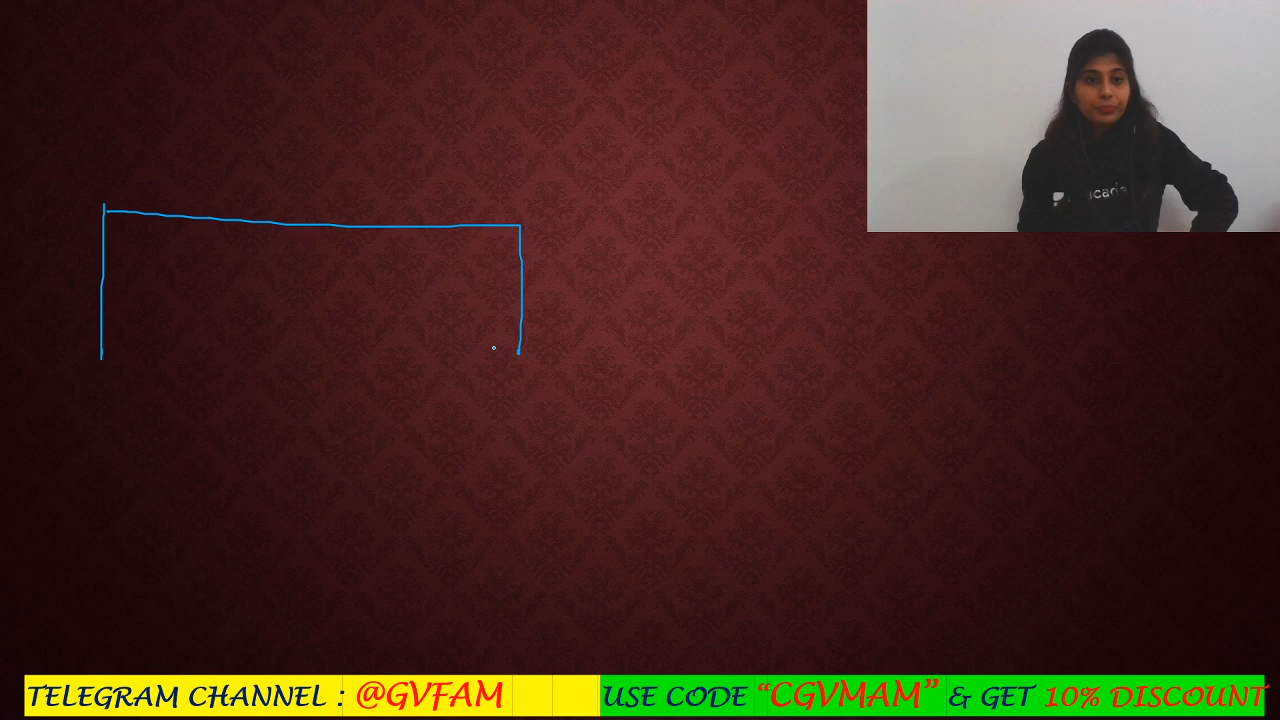 TELEGRAM CHANNEL : @GVFAM
USE CODE “CGVMAM” & GET 10% DISCOUNT